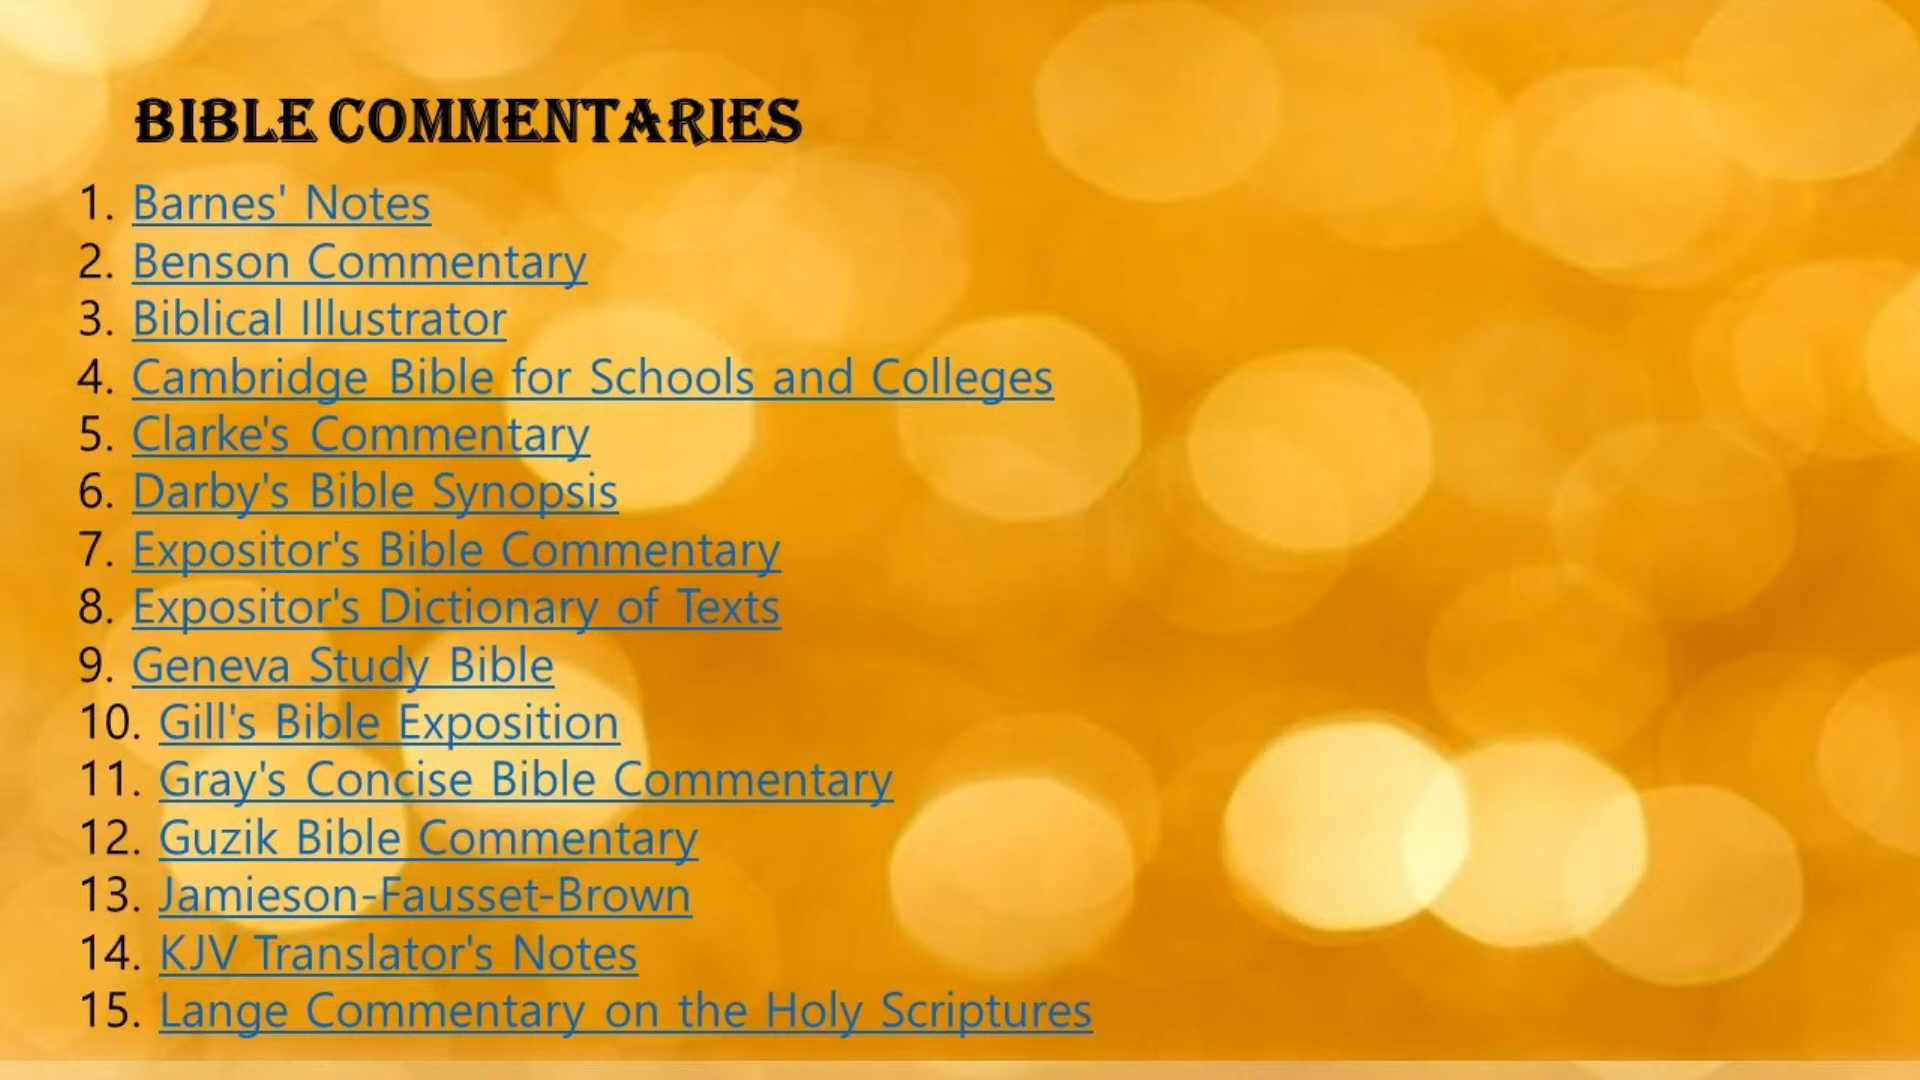 BIBLE COMMENTARIES
1. Barnes' Notes
2. Benson Commentary
3. Biblical Illustrator
4. Cambridge Bible for Schools and Colleges
5. Clarke's Commentary
6. Darby's Bible Synopsis
7. Expositor's Bible Commentary
8. Expositor's Dictionary of Texts
9. Geneva Study Bible
10. Gill's Bible Exposition
11. Gray's Concise Bible Commentary
12. Guzik Bible Commentary
13. Jamieson-Fausset-Brown
14. KJV Translator's Notes
15. Lange Commentary on the Holy Scriptures